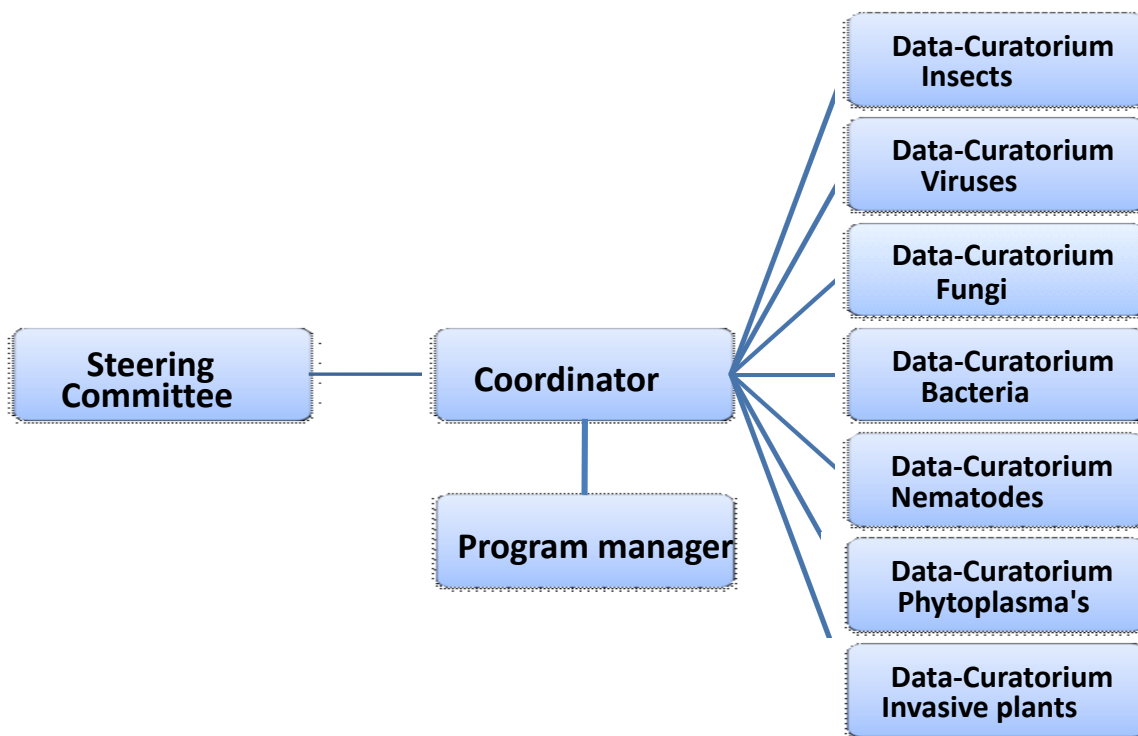 Data-Curatorium
Insects
Data-Curatorium
Viruses
Data-Curatorium
Fungi
Steering
Committee
Coordinator
Data-Curatorium
Bacteria
Program manager
Data-Curatorium
Nematodes
Data-Curatorium
Phytoplasma's
Data-Curatorium
Invasive plants